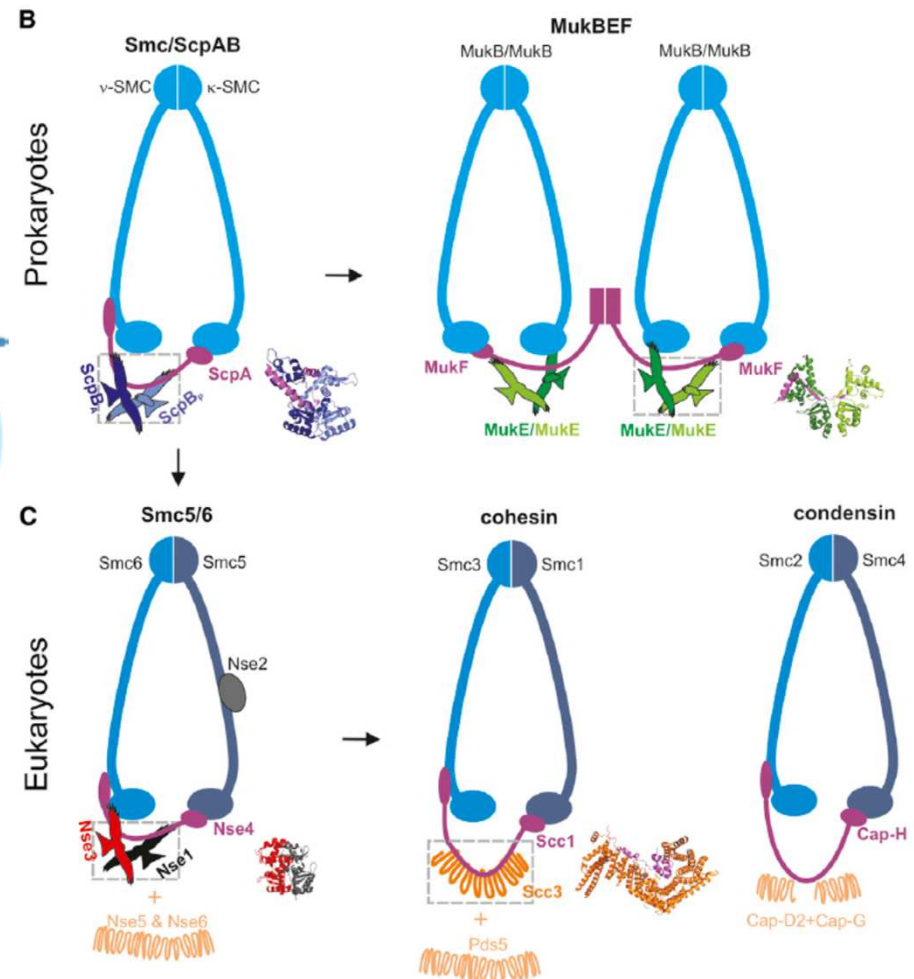 B
Prokaryotes
Smc/ScpAB
ν-SMC
κ-SMC
ScpA
ScpBA
ScpBP
MukBEF
MukB/MukB
MukB/MukB
MukF
MukF
MukE/MukE
MukE/MukE
C
Eukaryotes
Smc5/6
Smc6
Smc5
Nse2
Nse4
Nse3
Nse1
+
Nse5 & Nse6
cohesin
Smc3
Smc1
Scc1
Scc3
+
Pds5
condensin
Smc2
Smc4
Cap-H
Cap-D2+Cap-G